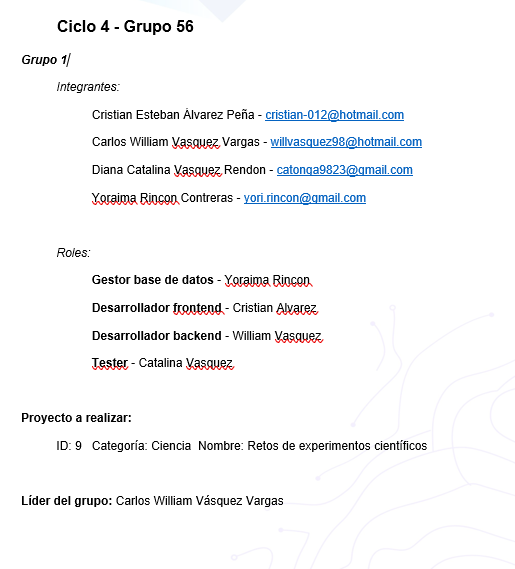 Ciclo 4 - Grupo 56
Grupo 1
Integrantes:
Cristian Esteban Álvarez Peña - cristian-012@hotmail.com
Carlos William Vasquez Vargas - willvasquez98@hotmail.com
Diana Catalina Vasquez Rendon - catonga9823@gmail.com
Yoraima Rincon Contreras - yori.rincon@gmail.com
Roles:
Gestor base de datos - Yoraima Rincon
Desarrollador frontend - Cristian Alvarez
Desarrollador backend - William Vasquez
Tester - Catalina Vasquez
Proyecto a realizar:
ID: 9 Categoría: Ciencia Nombre: Retos de experimentos científicos
Líder del grupo: Carlos William Vásquez Vargas